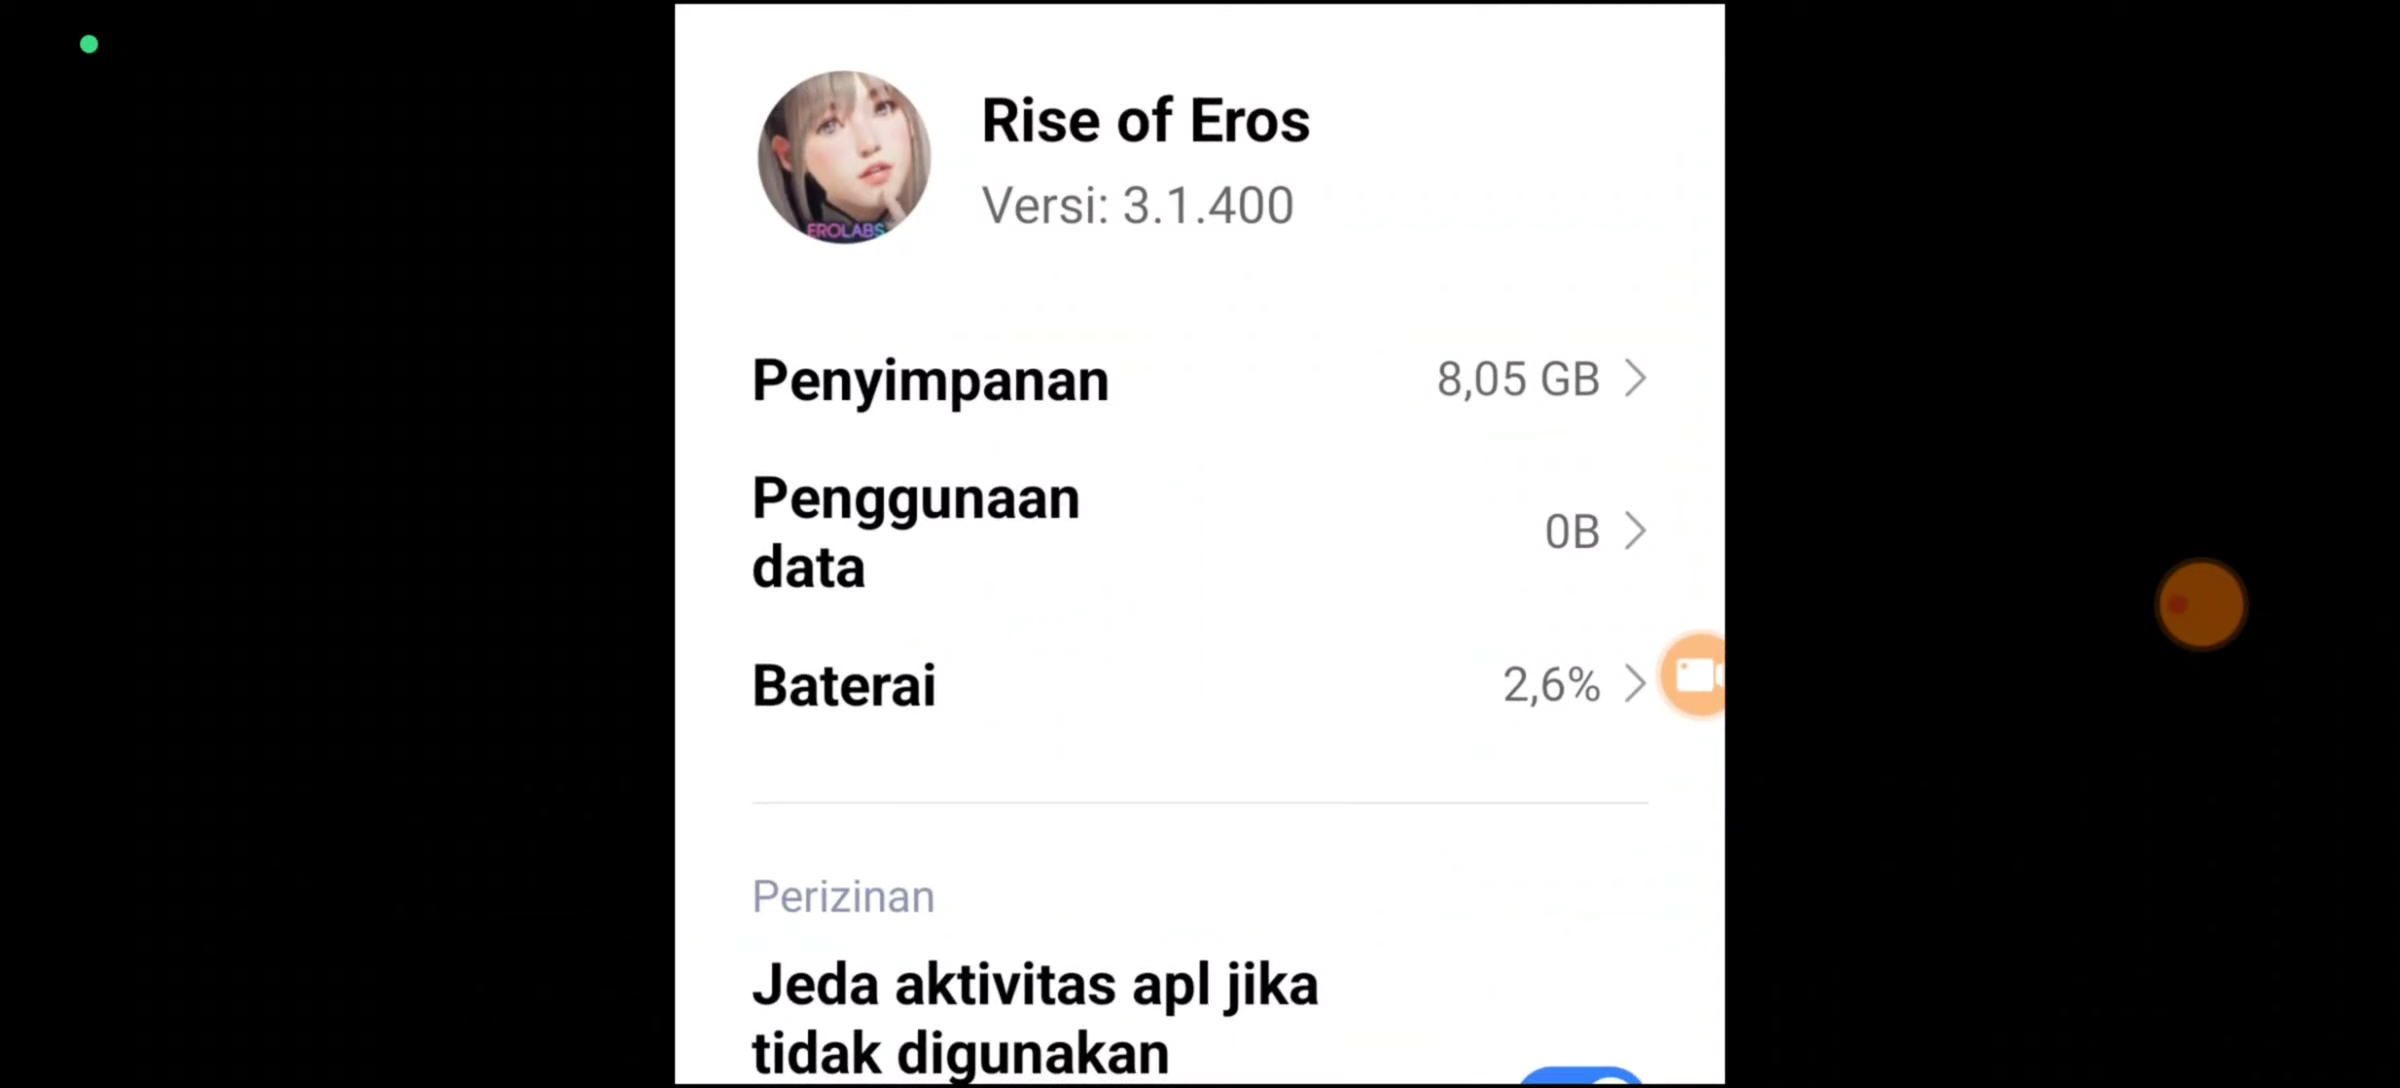 Rise of Eros
Versi: 3.1.400
EROLABS
Penyimpanan
8,05 GB
Penggunaan
data
0B
Baterai
2,6%
Perizinan
Jeda aktivitas apl jika
tidak digunakan